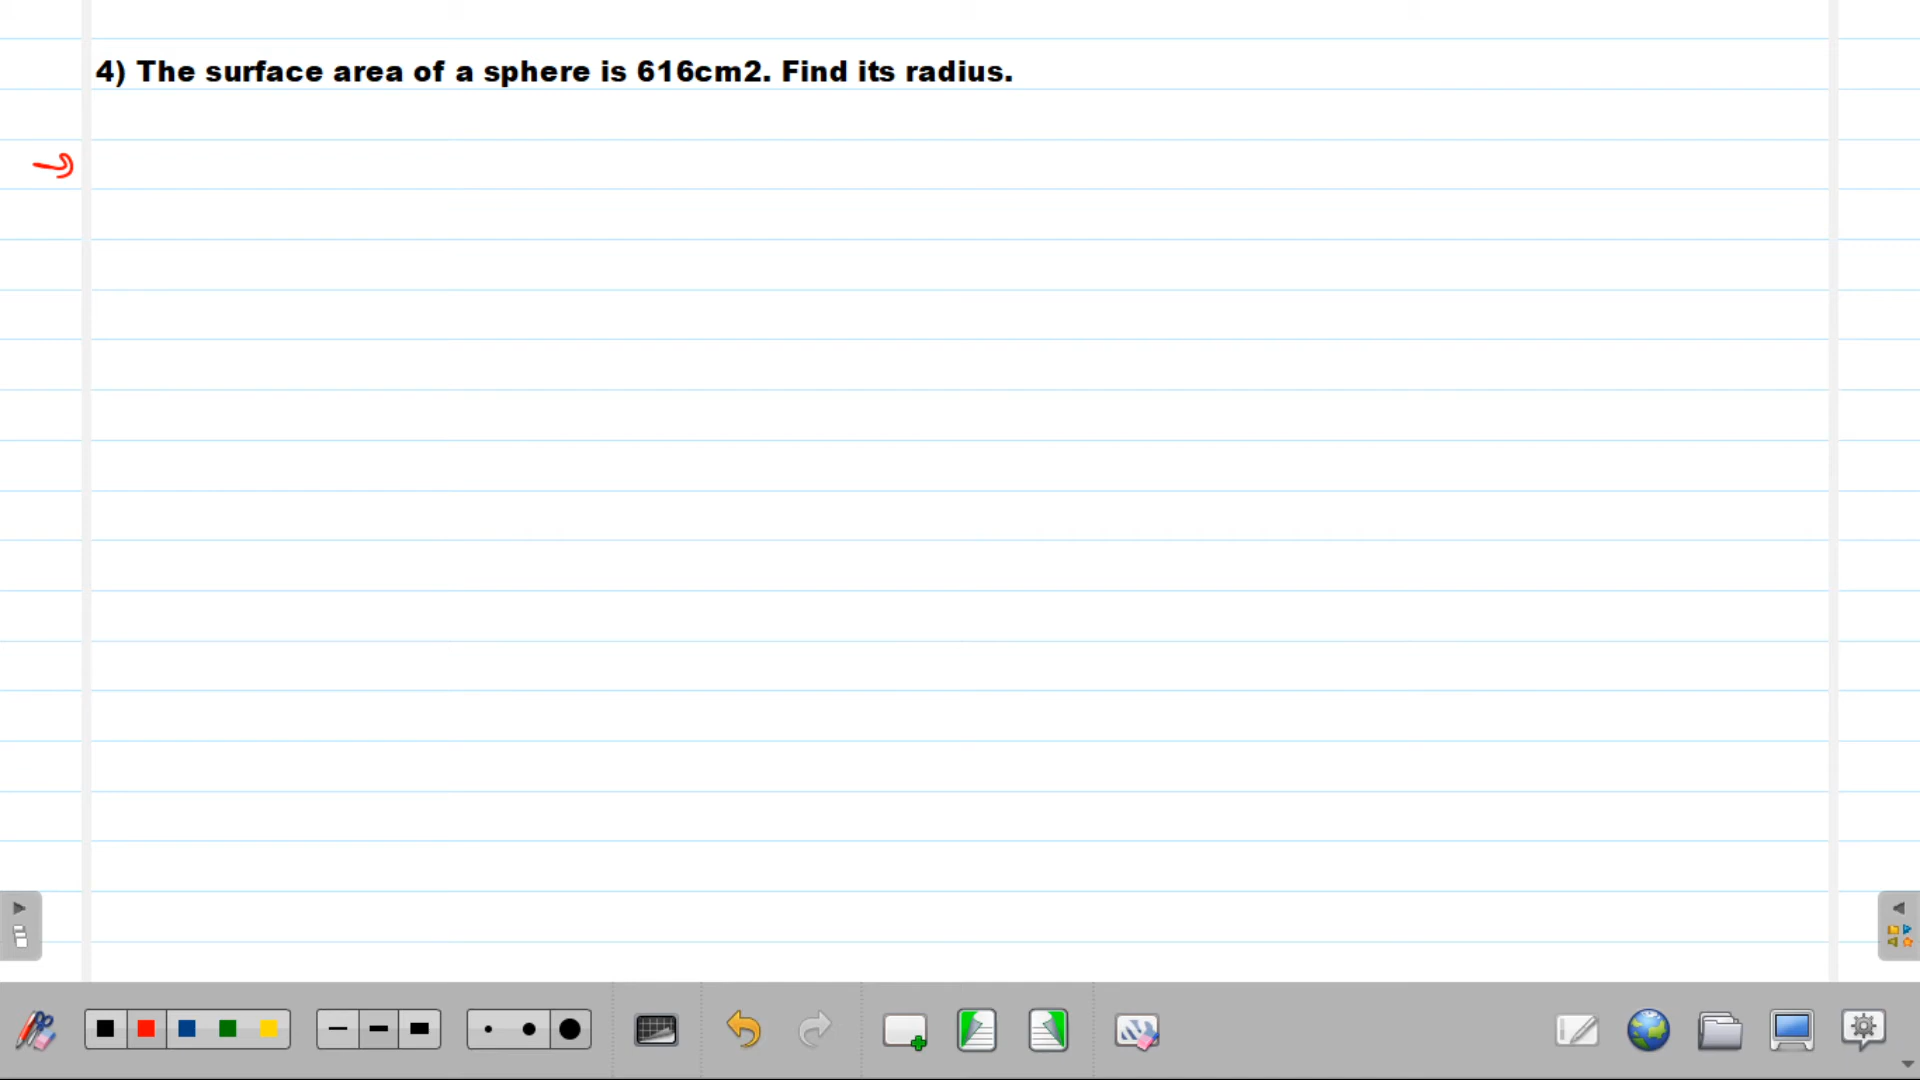 4) The surface area of a sphere is 616cm2. Find its radius.